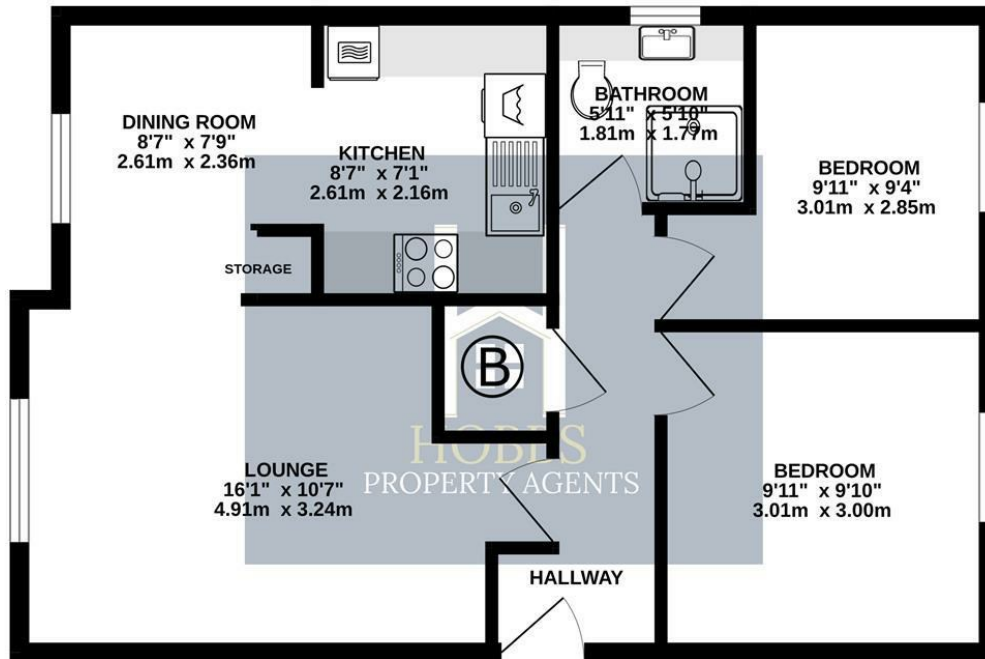 DINING ROOM
8'7" x 7'9"
2.61m x 2.36m
KITCHEN
8'7" x 7'1"
2.61m x 2.16m
BATHROOM
5'11" x 5'10"
1.81m x 1.77m
BEDROOM
9'11" x 9'4"
3.01m x 2.85m
STORAGE
B
HOBBS
PROPERTY AGENTS
LOUNGE
16'1" x 10'7"
4.91m x 3.24m
BEDROOM
9'11" x 9'10"
3.01m x 3.00m
HALLWAY